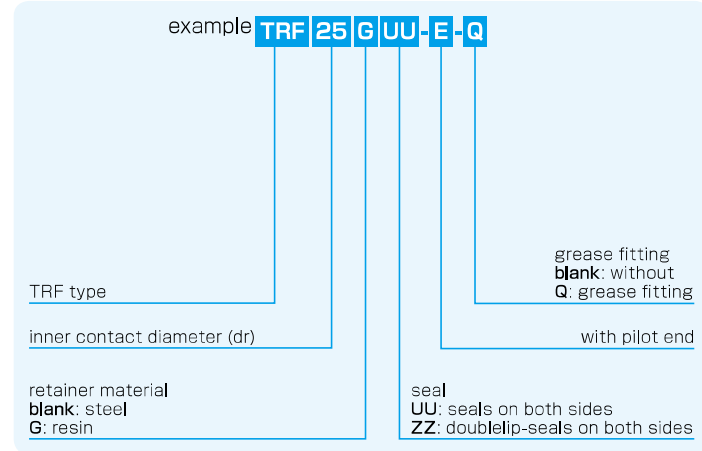 example TRF 25 G UU - E - Q
grease fitting
blank: without
Q: grease fitting
TRF type
inner contact diameter (dr)
with pilot end
retainer material
blank: steel
G: resin
seal
UU: seals on both sides
ZZ: doublelip-seals on both sides